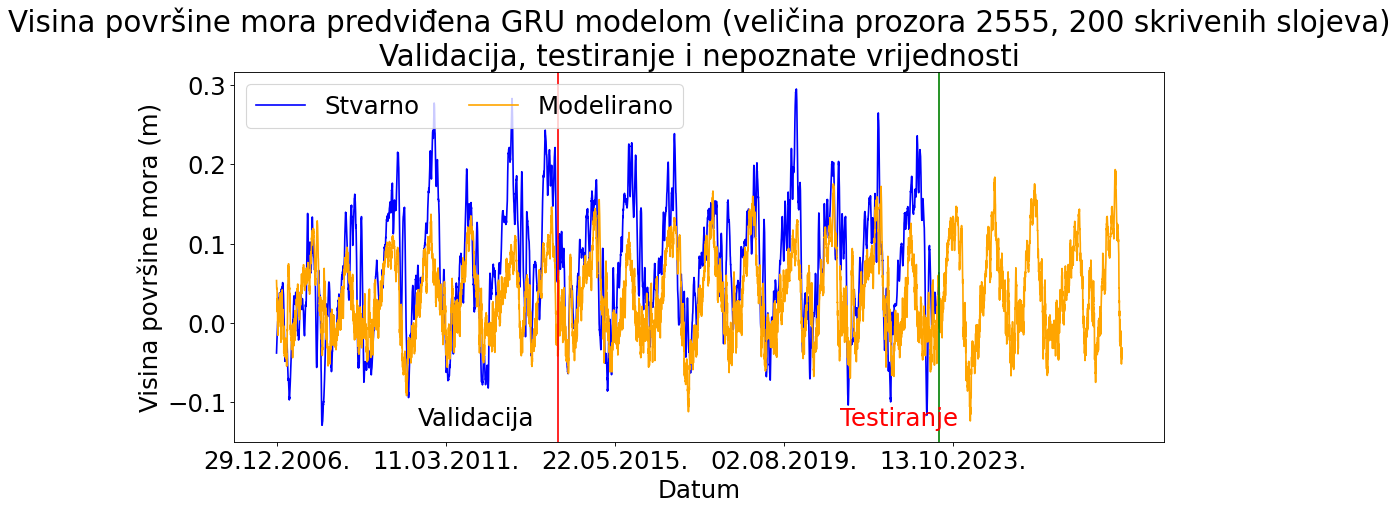 Visina površine mora predviđena GRU modelom (veličina prozora 2555, 200 skrivenih slojeva)
Validacija, testiranje i nepoznate vrijednosti
Stvarno Modelirano
Visina površine mora (m)
0.3
0.2
0.1
0.0
−0.1
Validacija Testiranje
29.12.2006. 11.03.2011. 22.05.2015. 02.08.2019. 13.10.2023.
Datum